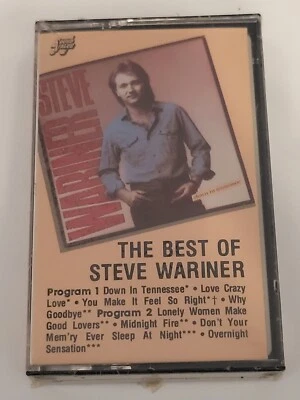 STEVE
WARINER
THE BEST OF
STEVE WARINER
Program 1 Down In Tennessee* • Love Crazy
Love* • You Make It Feel So Right*† • Why
Goodbye** Program 2 Lonely Women Make
Good Lovers** • Midnight Fire** • Don't Your
Mem'ry Ever Sleep At Night*** • Overnight
Sensation***